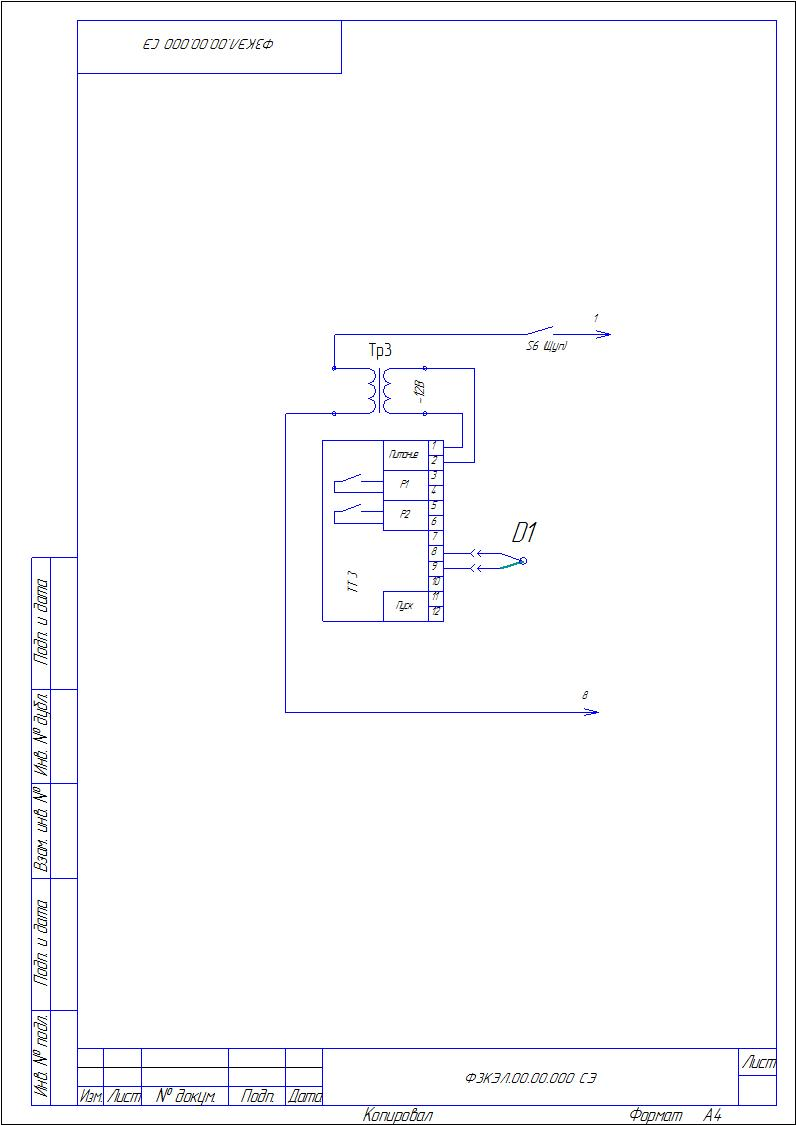 ФЗКЭЛ.00.00.000 СЭ
1
S6 (Щуп)
Тр3
~12В
Питание
1
2
3
P1
4
5
P2
6
7
D1
8
9
ТТ 3
10
11
Пуск
12
8
Подп. и дата
Инв. № дубл.
Взам. инв. №
Подп. и дата
Инв. № подл.
Изм. Лист № докум. Подп. Дата
ФЗКЭЛ.00.00.000 СЭ
Лист
Копировал
Формат А4